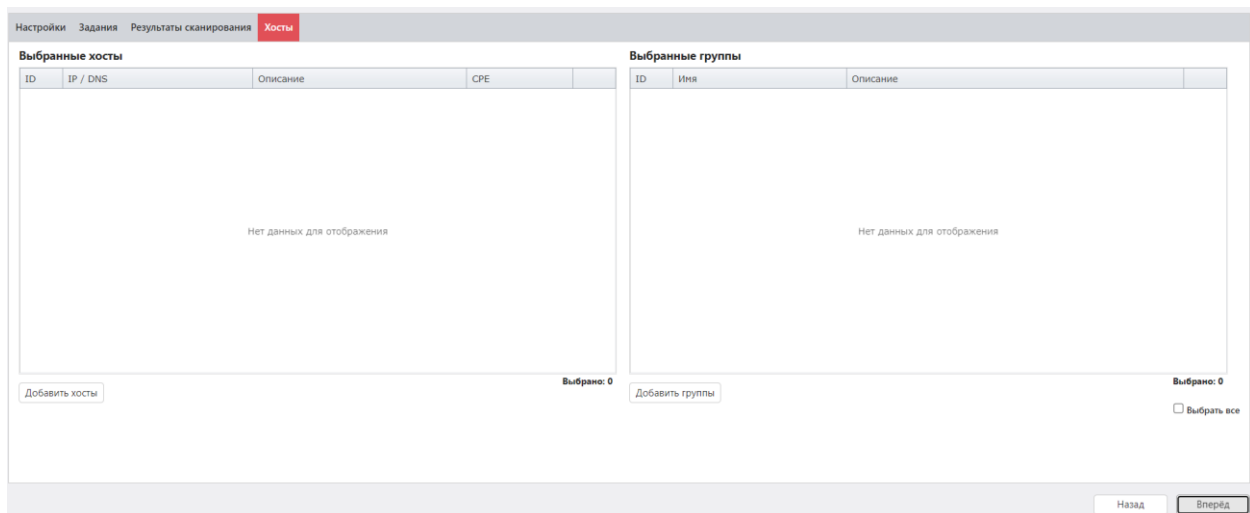 Настройки Задания Результаты сканирования Хосты
Выбранные хосты
ID IP / DNS Описание CPE
Нет данных для отображения
Выбрано: 0
Добавить хосты
Выбранные группы
ID Имя Описание
Нет данных для отображения
Выбрано: 0
Добавить группы
Выбрать все
Назад Вперёд